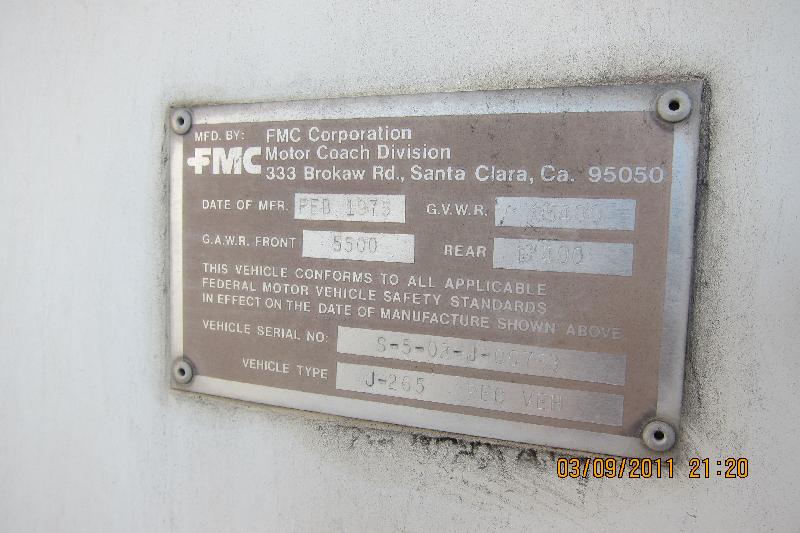 MFD. BY: FMC Corporation
FMC Motor Coach Division
333 Brokaw Rd., Santa Clara, Ca. 95050
DATE OF MFR. FEB 1975 G.V.W.R.
G.A.W.R. FRONT 5500 REAR
THIS VEHICLE CONFORMS TO ALL APPLICABLE
FEDERAL MOTOR VEHICLE SAFETY STANDARDS
IN EFFECT ON THE DATE OF MANUFACTURE SHOWN ABOVE
VEHICLE SERIAL NO:
VEHICLE TYPE J-265 VEH
03/09/2011 21:20